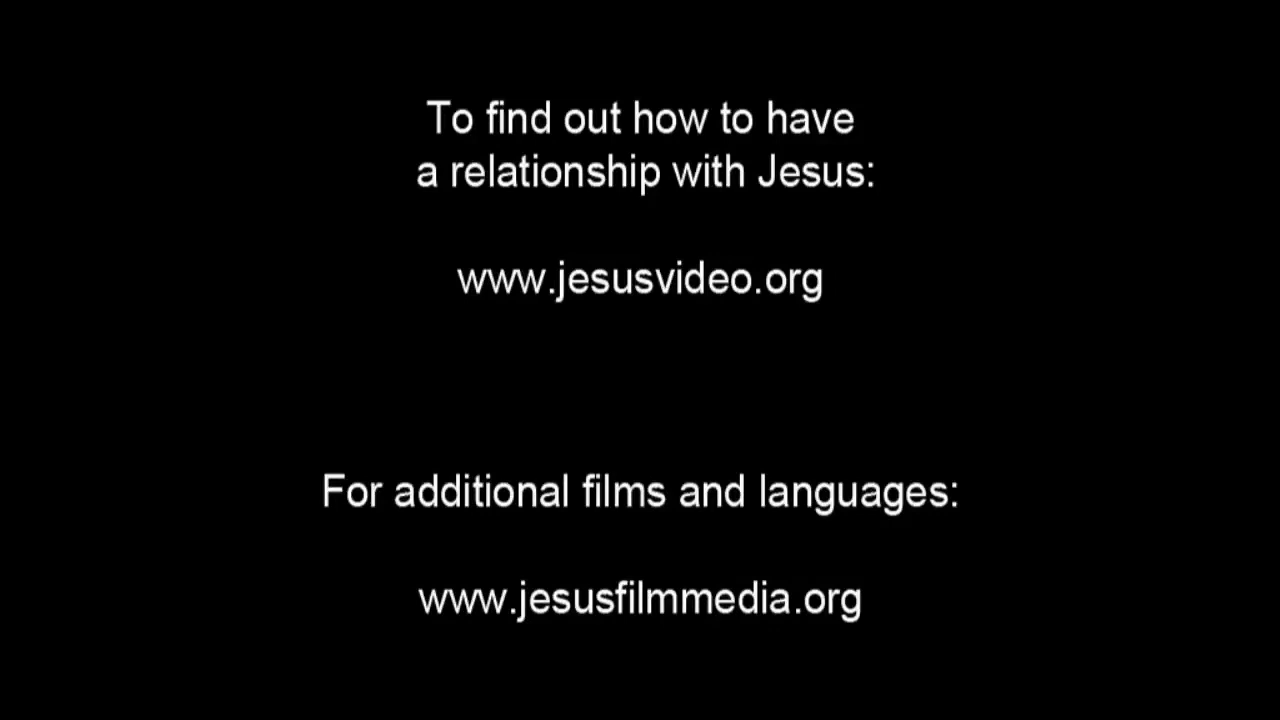 To find out how to have
a relationship with Jesus:
www.jesusvideo.org
For additional films and languages:
www.jesusfilmmedia.org